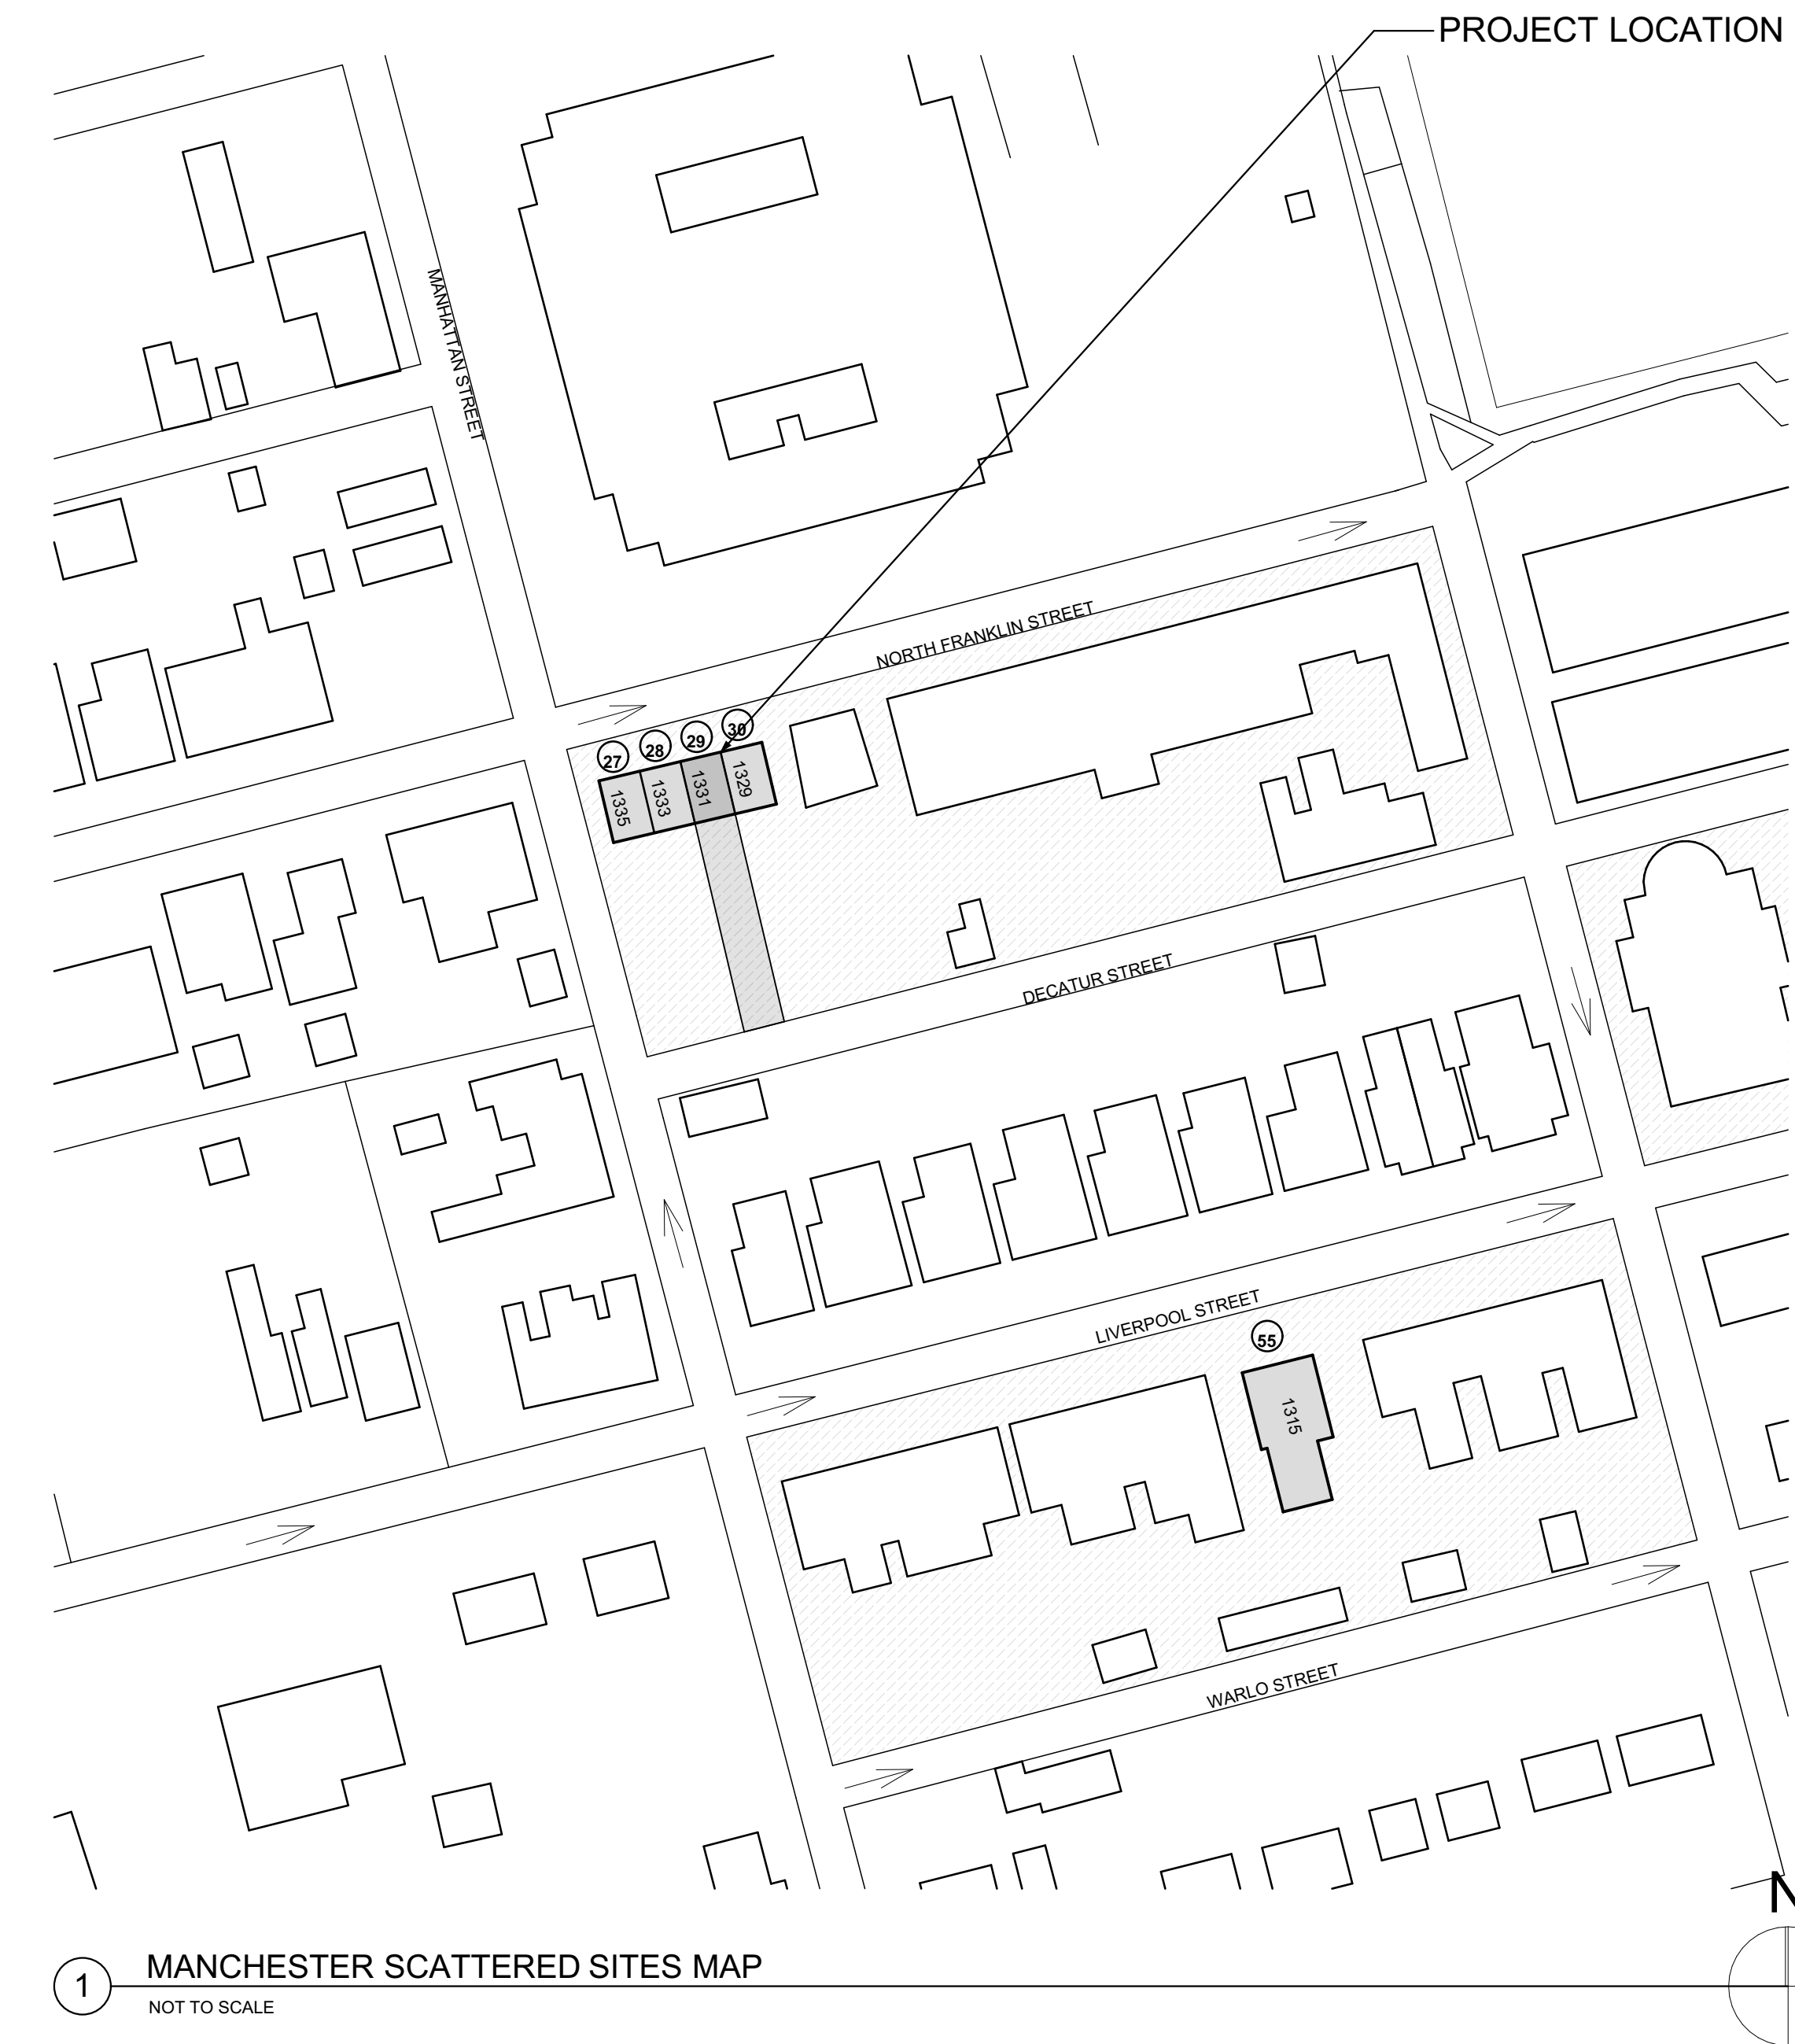 PROJECT LOCATION
MANHATTAN STREET
NORTH FRANKLIN STREET
27
28
29
30
1335
1333
1331
1329
DECATUR STREET
LIVERPOOL STREET
55
1315
WARLO STREET
N
1
MANCHESTER SCATTERED SITES MAP
NOT TO SCALE